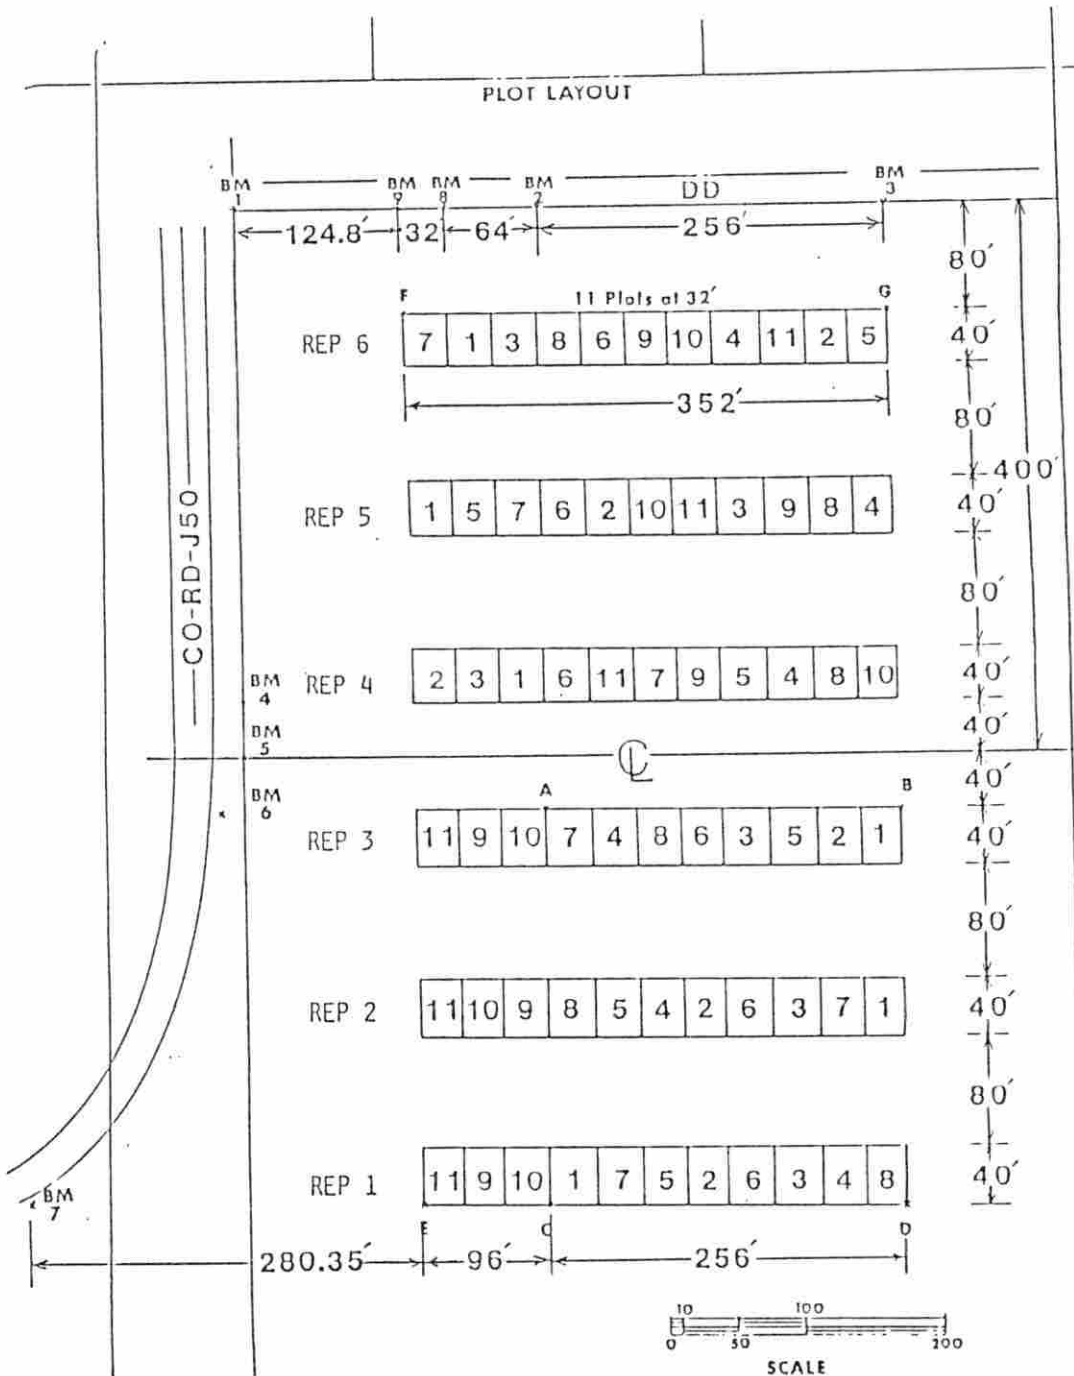 PLOT LAYOUT
BM 1
BM 9
BM 8
BM 2
DD
BM 3
124.8′
32
64′
256′
80′
F
11 Plots at 32′
G
REP 6
7 1 3 8 6 9 10 4 11 2 5
40′
352′
80′
400′
REP 5
1 5 7 6 2 10 11 3 9 8 4
40′
CO-RD-J50
80′
BM 4
REP 4
2 3 1 6 11 7 9 5 4 8 10
40′
40′
BM 5
CL
40′
BM 6
A
B
REP 3
11 9 10 7 4 8 6 3 5 2 1
40′
80′
REP 2
11 10 9 8 5 4 2 6 3 7 1
40′
80′
REP 1
11 9 10 1 7 5 2 6 3 4 8
40′
BM 7
E
C
D
280.35′
96′
256′
10
100
0
50
200
SCALE